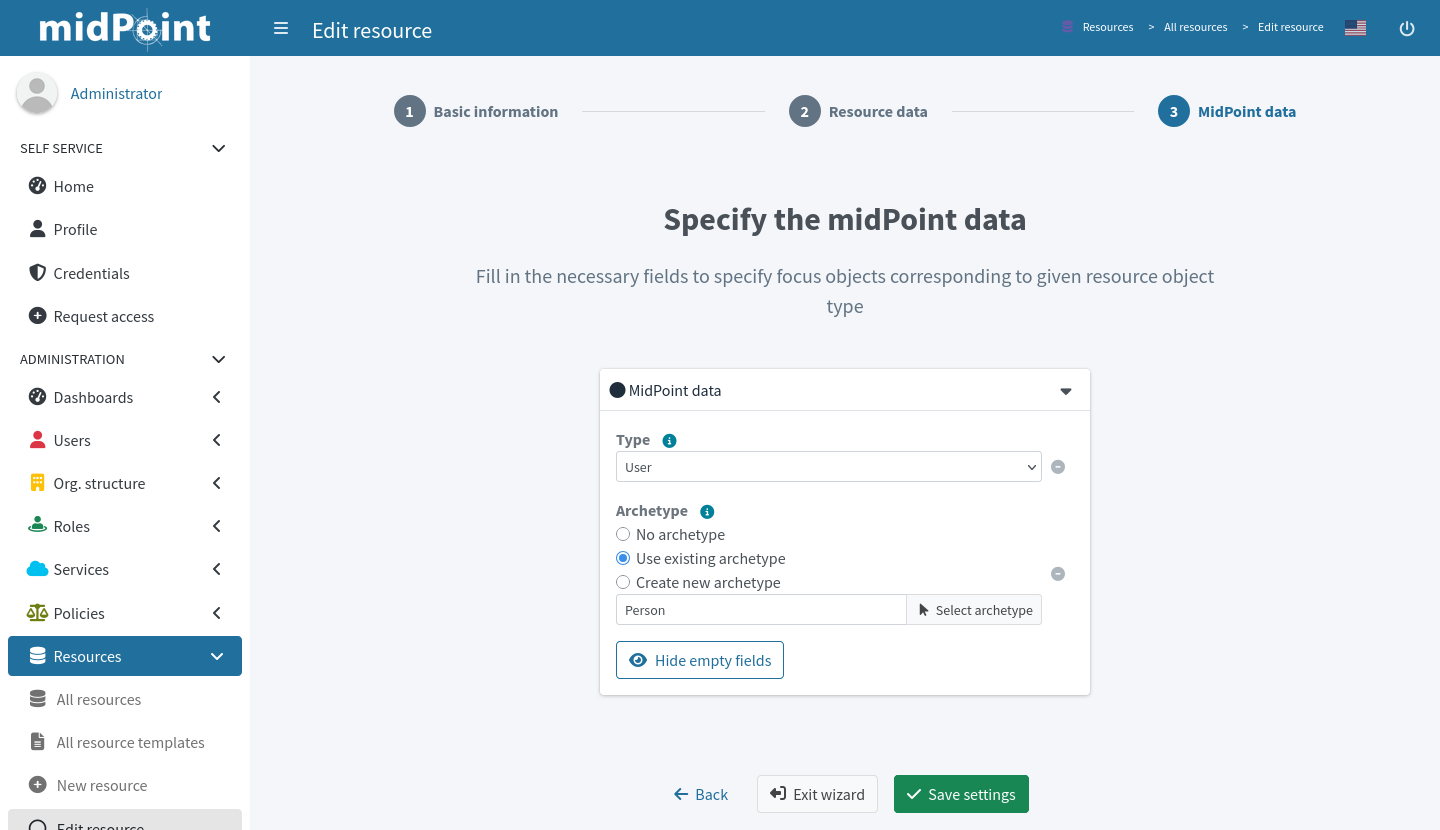 midPoint
Edit resource
Resources > All resources > Edit resource
Administrator
SELF SERVICE
Home
Profile
Credentials
Request access
ADMINISTRATION
Dashboards
Users
Org. structure
Roles
Services
Policies
Resources
All resources
All resource templates
New resource
Edit resource
1 Basic information
2 Resource data
3 MidPoint data
Specify the midPoint data
Fill in the necessary fields to specify focus objects corresponding to given resource object
type
MidPoint data
Type
User
Archetype
No archetype
Use existing archetype
Create new archetype
Person
Select archetype
Hide empty fields
Back
Exit wizard
Save settings